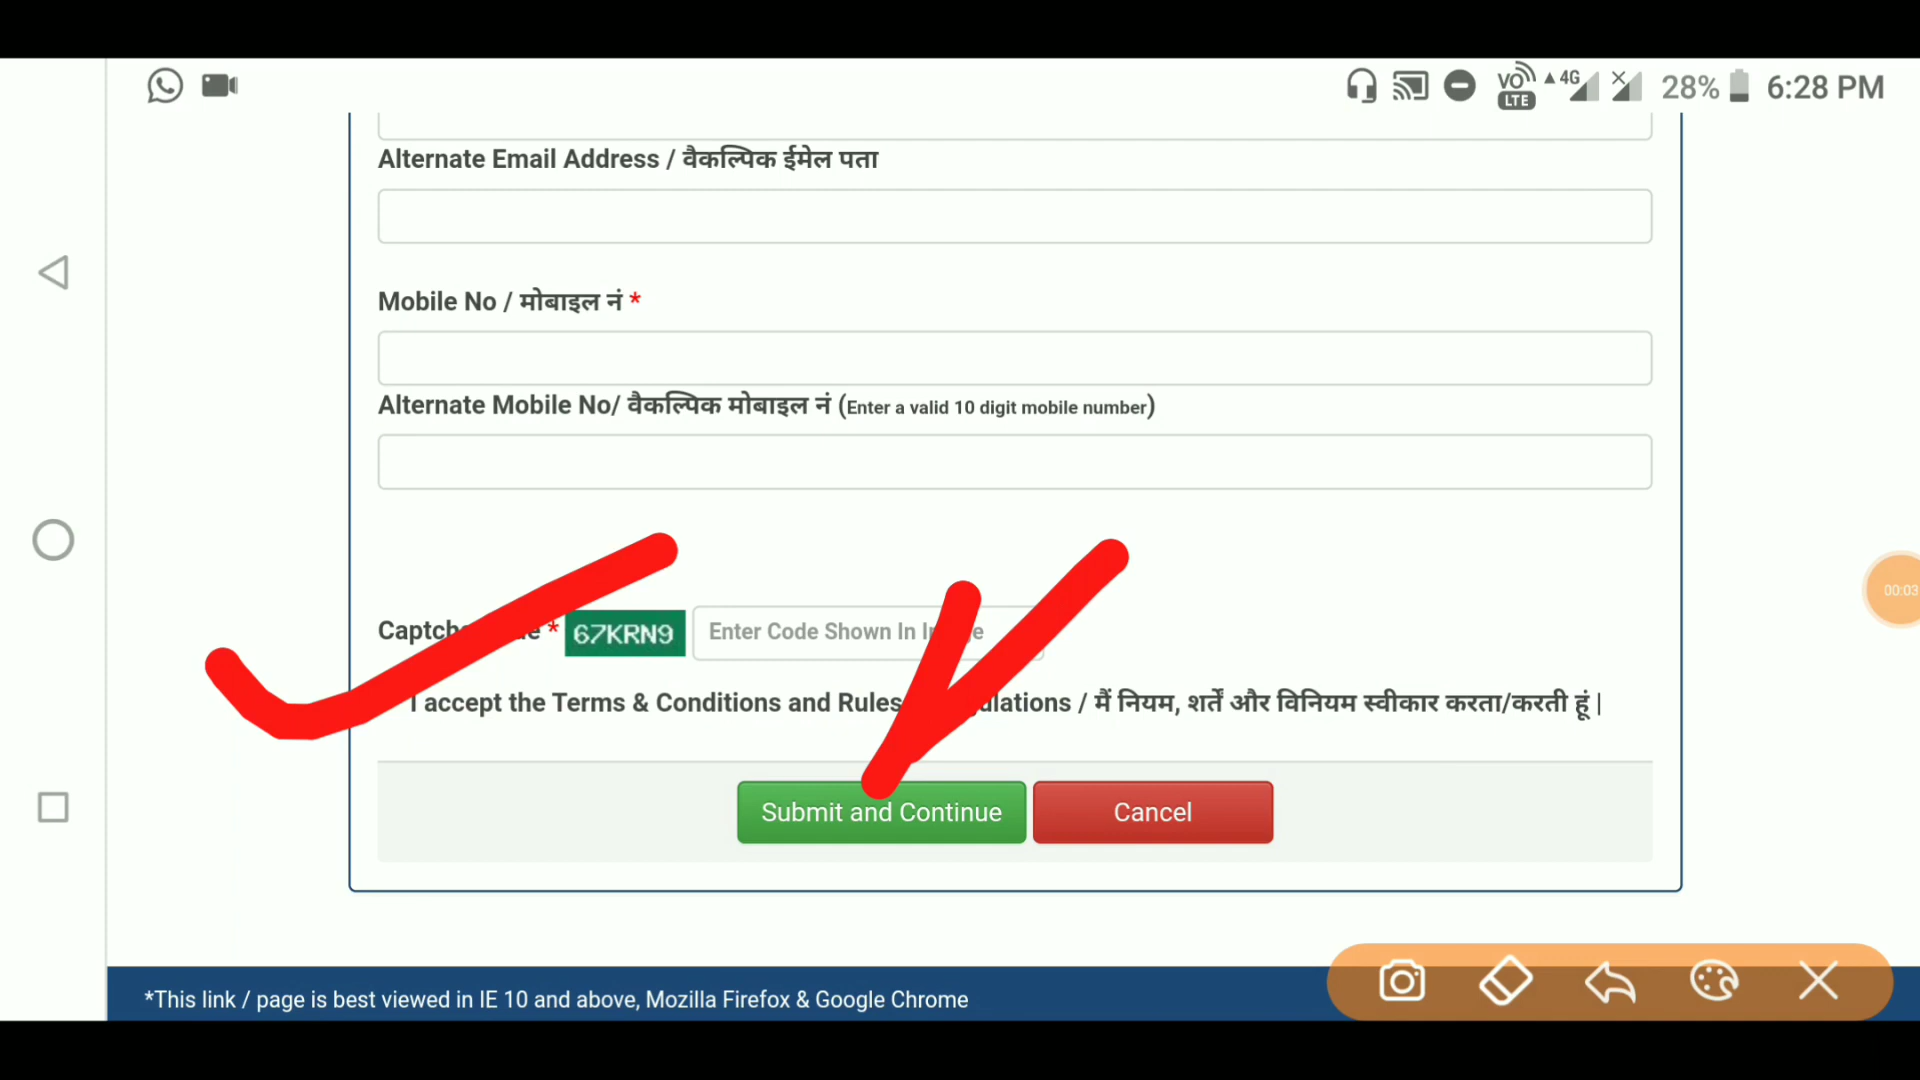 VO LTE 4G 28% 6:28 PM
Alternate Email Address / वैकल्पिक ईमेल पता
Mobile No / मोबाइल नं *
Alternate Mobile No/ वैकल्पिक मोबाइल नं (Enter a valid 10 digit mobile number)
00:03
* 67KRN9 Enter Code Shown In
I accept the Terms & Conditions and Rules / मैं नियम, शर्तें और विनियम स्वीकार करता/करती हूं |
Submit and Continue Cancel
*This link / page is best viewed in IE 10 and above, Mozilla Firefox & Google Chrome